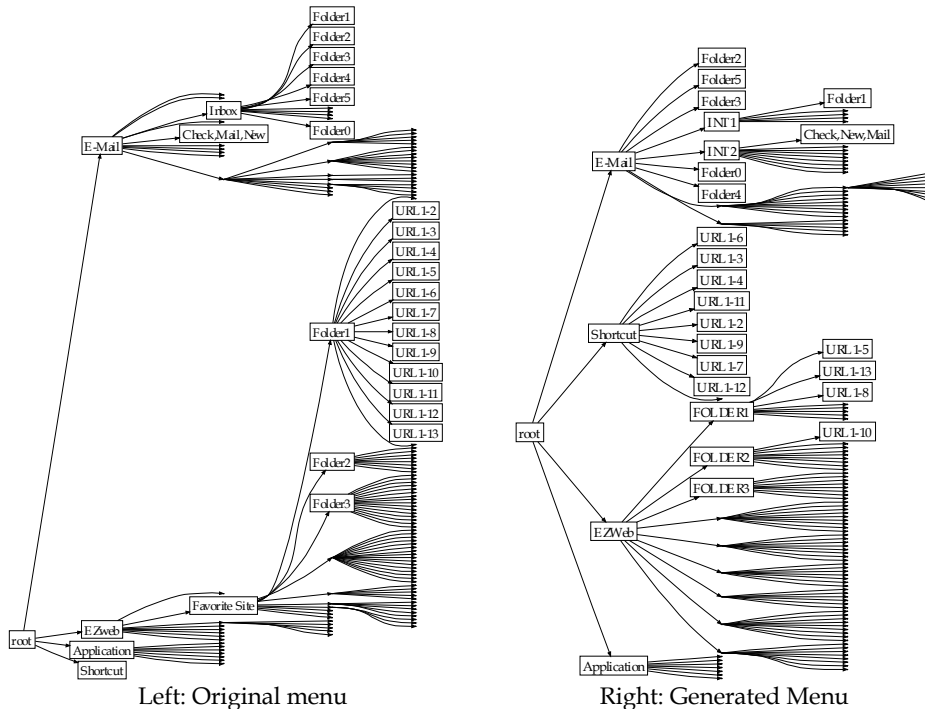 Folder1
Folder2
Folder3
Folder4
Folder5
Inbox
Folder0
Check,Mail,New
E-Mail
URL1-2
URL1-3
URL1-4
URL1-5
URL1-6
URL1-7
Folder1
URL1-8
URL1-9
URL1-10
URL1-11
URL1-12
URL1-13
Folder2
Folder3
Favorite Site
EZweb
root
Application
Shortcut
Left: Original menu
Folder2
Folder5
Folder3
INT1
Folder1
Check,New,Mail
INT2
E-Mail
Folder0
Folder4
URL1-6
URL1-3
URL1-4
URL1-11
URL1-2
Shortcut
URL1-9
URL1-7
URL1-12
URL1-5
URL1-13
URL1-8
FOLDER1
root
URL1-10
FOLDER2
FOLDER3
EZWeb
Application
Right: Generated Menu